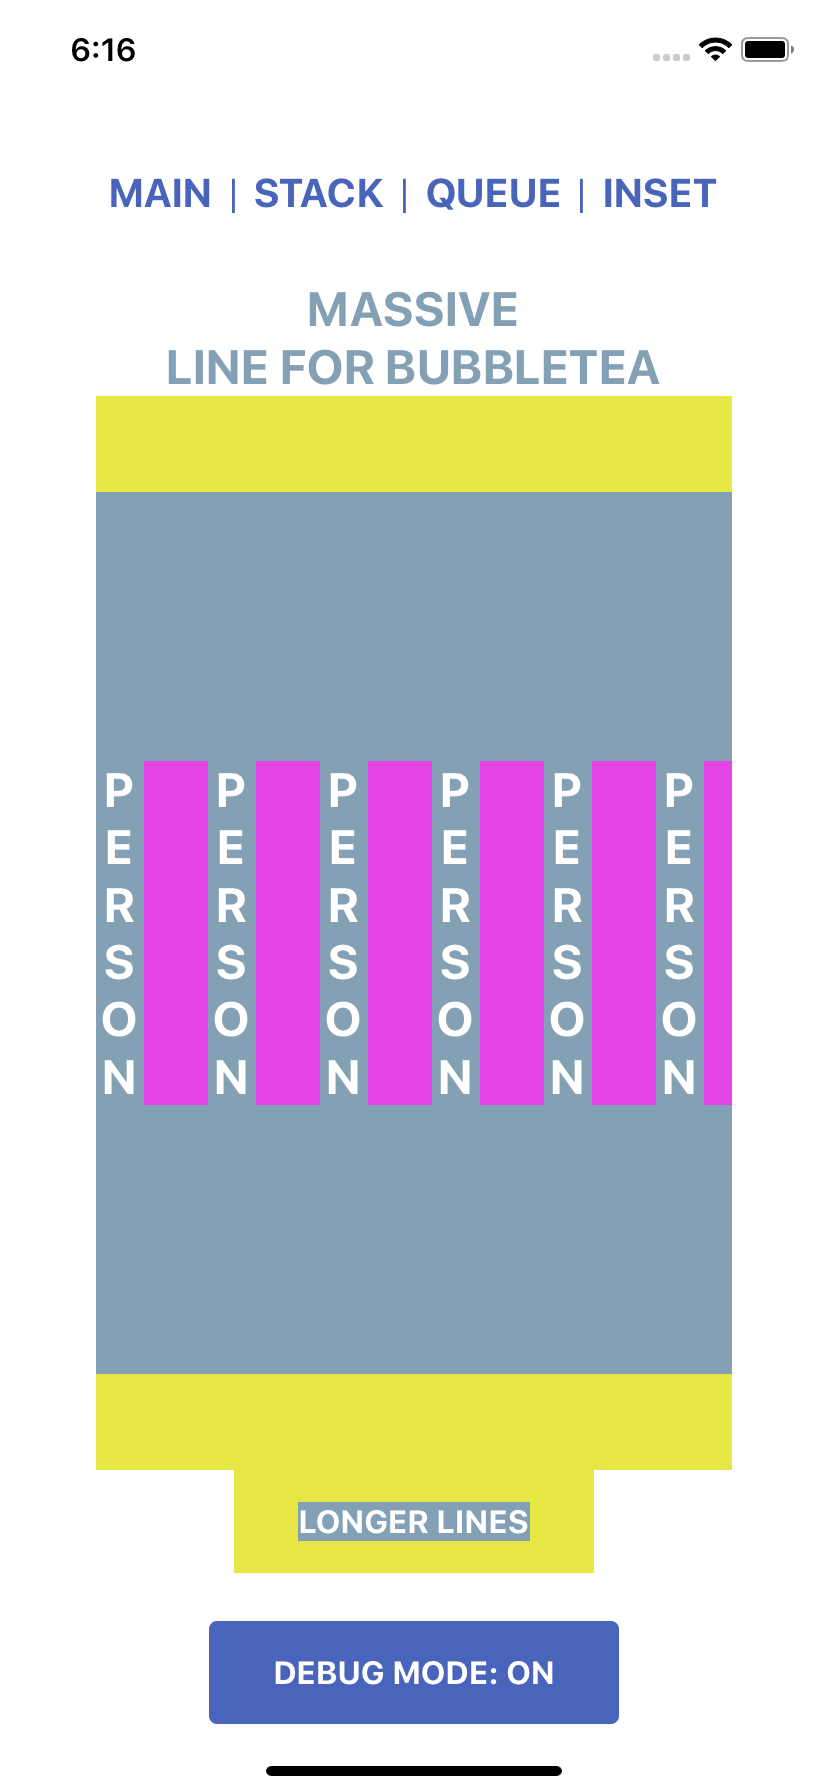 6:16
MAIN | STACK | QUEUE | INSET
MASSIVE
LINE FOR BUBBLETEA
P P P P P P
E E E E E E
R R R R R R
S S S S S S
O O O O O O
N N N N N N
LONGER LINES
DEBUG MODE: ON